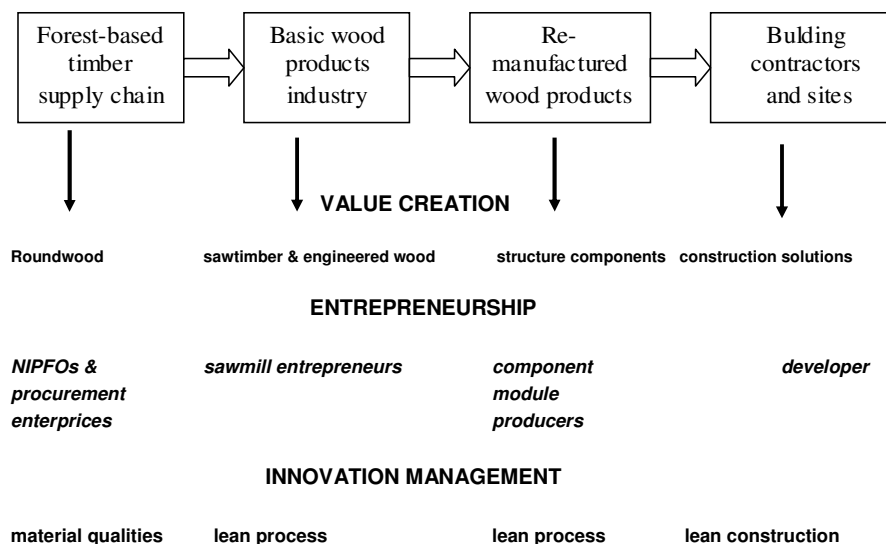 Forest-based
timber
supply chain
Basic wood
products
industry
Re-
manufactured
wood products
Bulding
contractors
and sites
VALUE CREATION
Roundwood
sawtimber & engineered wood
structure components
construction solutions
ENTREPRENEURSHIP
NIPFOs &
procurement
enterprices
sawmill entrepreneurs
component
module
producers
developer
INNOVATION MANAGEMENT
material qualities
lean process
lean process
lean construction